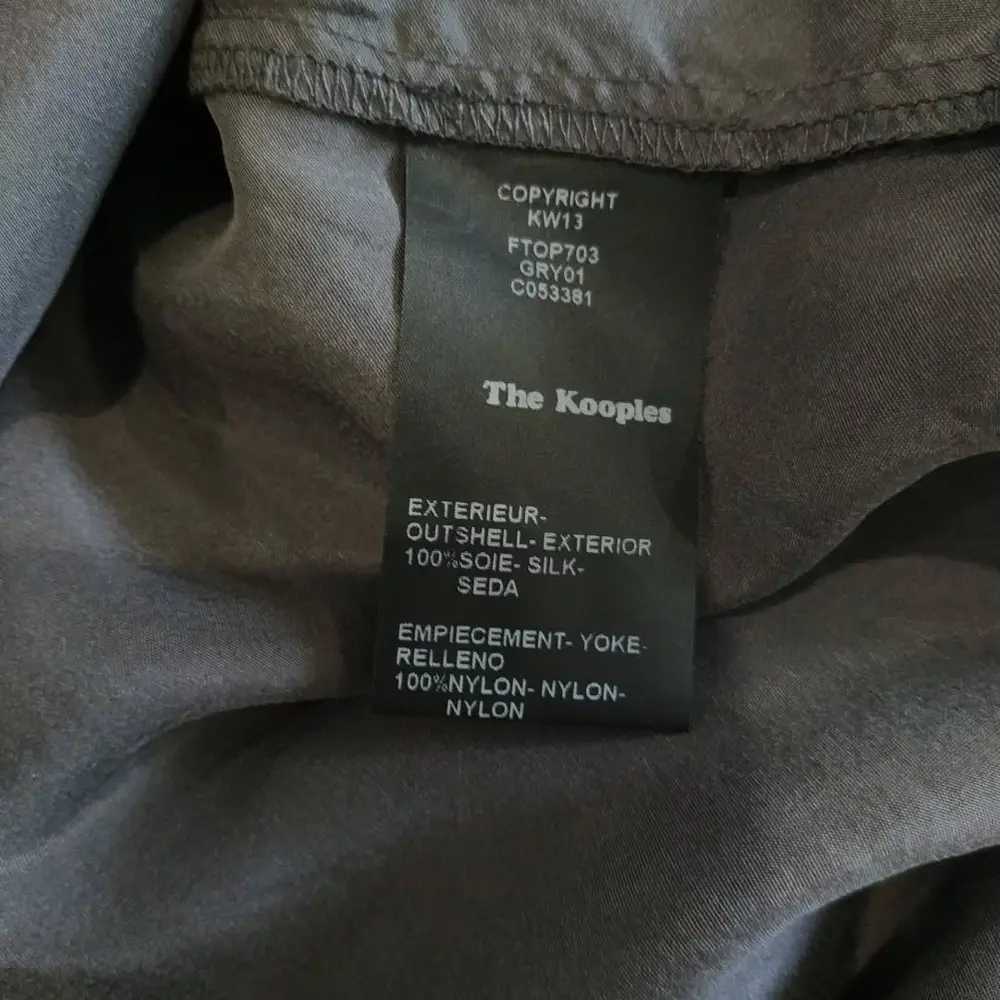 COPYRIGHT
KW13
FTOP703
GRY01
C053381
The Kooples
EXTERIEUR-
OUTSHELL- EXTERIOR
100%SOIE- SILK-
SEDA
EMPIECEMENT- YOKE-
RELLENO
100%NYLON- NYLON-
NYLON